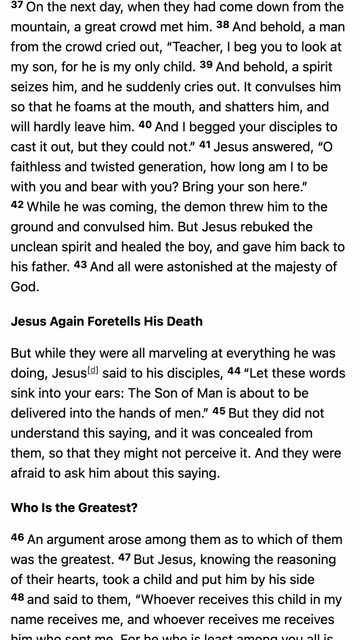 37 On the next day, when they had come down from the
mountain, a great crowd met him. 38 And behold, a man
from the crowd cried out, “Teacher, I beg you to look at
my son, for he is my only child. 39 And behold, a spirit
seizes him, and he suddenly cries out. It convulses him
so that he foams at the mouth, and shatters him, and
will hardly leave him. 40 And I begged your disciples to
cast it out, but they could not.” 41 Jesus answered, “O
faithless and twisted generation, how long am I to be
with you and bear with you? Bring your son here.”
42 While he was coming, the demon threw him to the
ground and convulsed him. But Jesus rebuked the
unclean spirit and healed the boy, and gave him back to
his father. 43 And all were astonished at the majesty of
God.
Jesus Again Foretells His Death
But while they were all marveling at everything he was
doing, Jesus[d] said to his disciples, 44 “Let these words
sink into your ears: The Son of Man is about to be
delivered into the hands of men.” 45 But they did not
understand this saying, and it was concealed from
them, so that they might not perceive it. And they were
afraid to ask him about this saying.
Who Is the Greatest?
46 An argument arose among them as to which of them
was the greatest. 47 But Jesus, knowing the reasoning
of their hearts, took a child and put him by his side
48 and said to them, “Whoever receives this child in my
name receives me, and whoever receives me receives
him who sent me. For he who is least among you all is